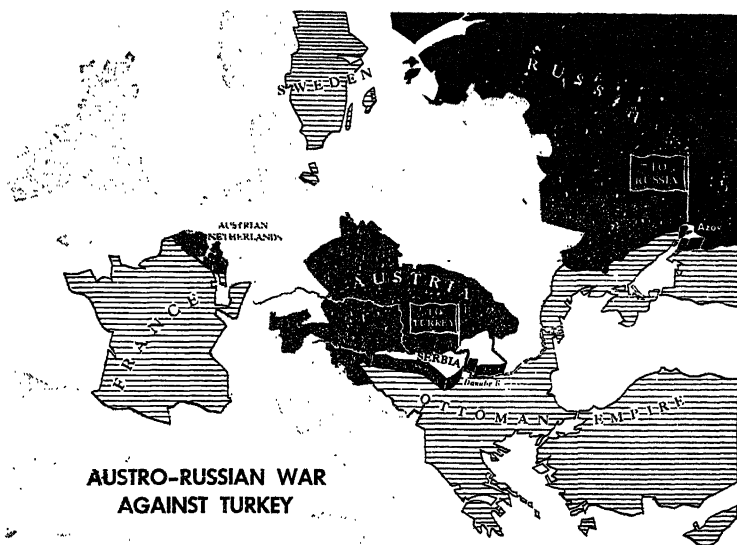 SWEDEN
RUSSIA
TO
RUSSIA
Azov
AUSTRIAN
NETHERLANDS
AUSTRIA
FRANCE
TO
TURKEY
SERBIA
Danube R.
OTTOMAN EMPIRE
AUSTRO-RUSSIAN WAR
AGAINST TURKEY